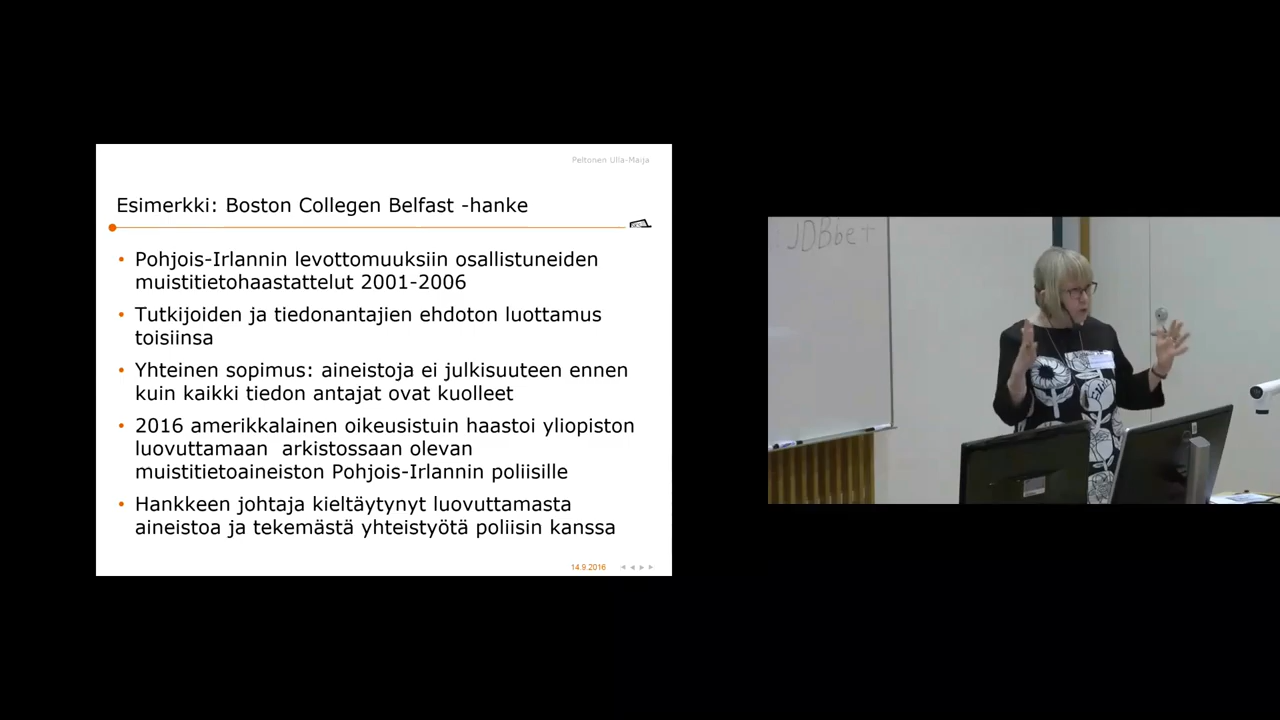 Peltonen Ulla-Maija
Esimerkki: Boston Collegen Belfast -hanke
• Pohjois-Irlannin levottomuuksiin osallistuneiden
muistitietohaastattelut 2001-2006
• Tutkijoiden ja tiedonantajien ehdoton luottamus
toisiinsa
• Yhteinen sopimus: aineistoja ei julkisuuteen ennen
kuin kaikki tiedon antajat ovat kuolleet
• 2016 amerikkalainen oikeusistuin haastoi yliopiston
luovuttamaan arkistossaan olevan
muistitietoaineiston Pohjois-Irlannin poliisille
• Hankkeen johtaja kieltäytynyt luovuttamasta
aineistoa ja tekemästä yhteistyötä poliisin kanssa
14.9.2016